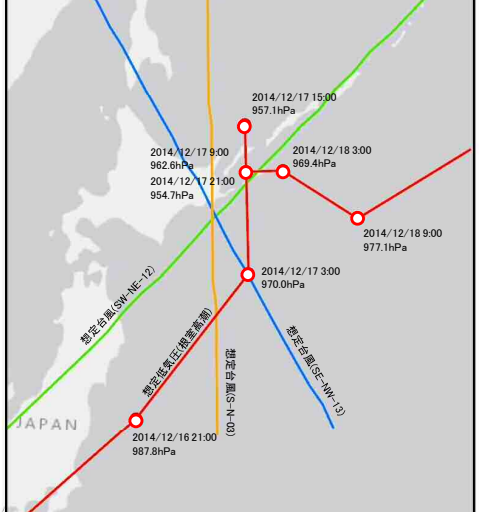 2014/12/17 15:00
957.1hPa
2014/12/17 9:00
962.6hPa
2014/12/17 21:00
954.7hPa
2014/12/18 3:00
969.4hPa
2014/12/18 9:00
977.1hPa
2014/12/17 3:00
970.0hPa
想定台風(SW-NE-12)
想定低気圧(根室高潮)
想定台風(S-N-03)
想定台風(SE-NW-13)
JAPAN
2014/12/16 21:00
987.8hPa